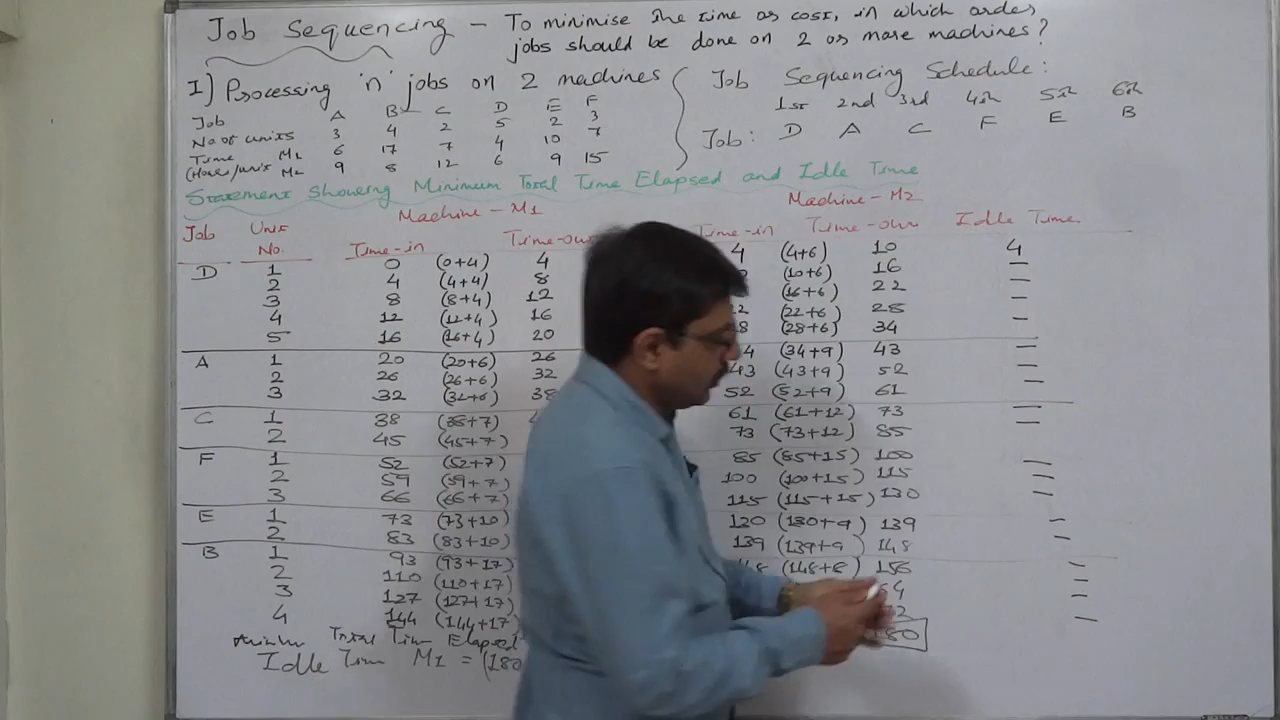 Job Sequencing - To minimise the time or cost, in which order
jobs should be done on 2 or more machines?
I) Processing 'n' jobs on 2 machines
Job A B C D E F
No of units 3 4 2 5 2 3
Time M1 6 17 7 4 10 7
(Hours/unit M2 9 8 12 6 9 15
Job Sequencing Schedule:
1st 2nd 3rd 4th 5th 6th
Job: D A C F E B
Statement Showing Minimum Total Time Elapsed and Idle Time
Machine - M1 Machine - M2
Job Unit No. Time-in Time-out Time-in Time-out Idle Time
D 1 0 (0+4) 4 4 (4+6) 10 4
2 4 (4+4) 8 (10+6) 16 -
3 8 (8+4) 12 (16+6) 22 -
4 12 (12+4) 16 (22+6) 28 -
5 16 (16+4) 20 (28+6) 34 -
A 1 20 (20+6) 26 (34+9) 43 -
2 26 (26+6) 32 43 (43+9) 52 -
3 32 (32+6) 38 52 (52+9) 61 -
C 1 38 (38+7) 61 (61+12) 73 -
2 45 (45+7) 73 (73+12) 85 -
F 1 52 (52+7) 85 (85+15) 100 -
2 59 (59+7) 100 (100+15) 115 -
3 66 (66+7) 115 (115+15) 130 -
E 1 73 (73+10) 130 (130+9) 139 -
2 83 (83+10) 139 (139+9) 148 -
B 1 93 (93+17) (148+8) 156 -
2 110 (110+17) -
3 127 (127+17) -
4 144 (144+17) 180 -
Total Time Elapsed
Idle Time M1 = (180